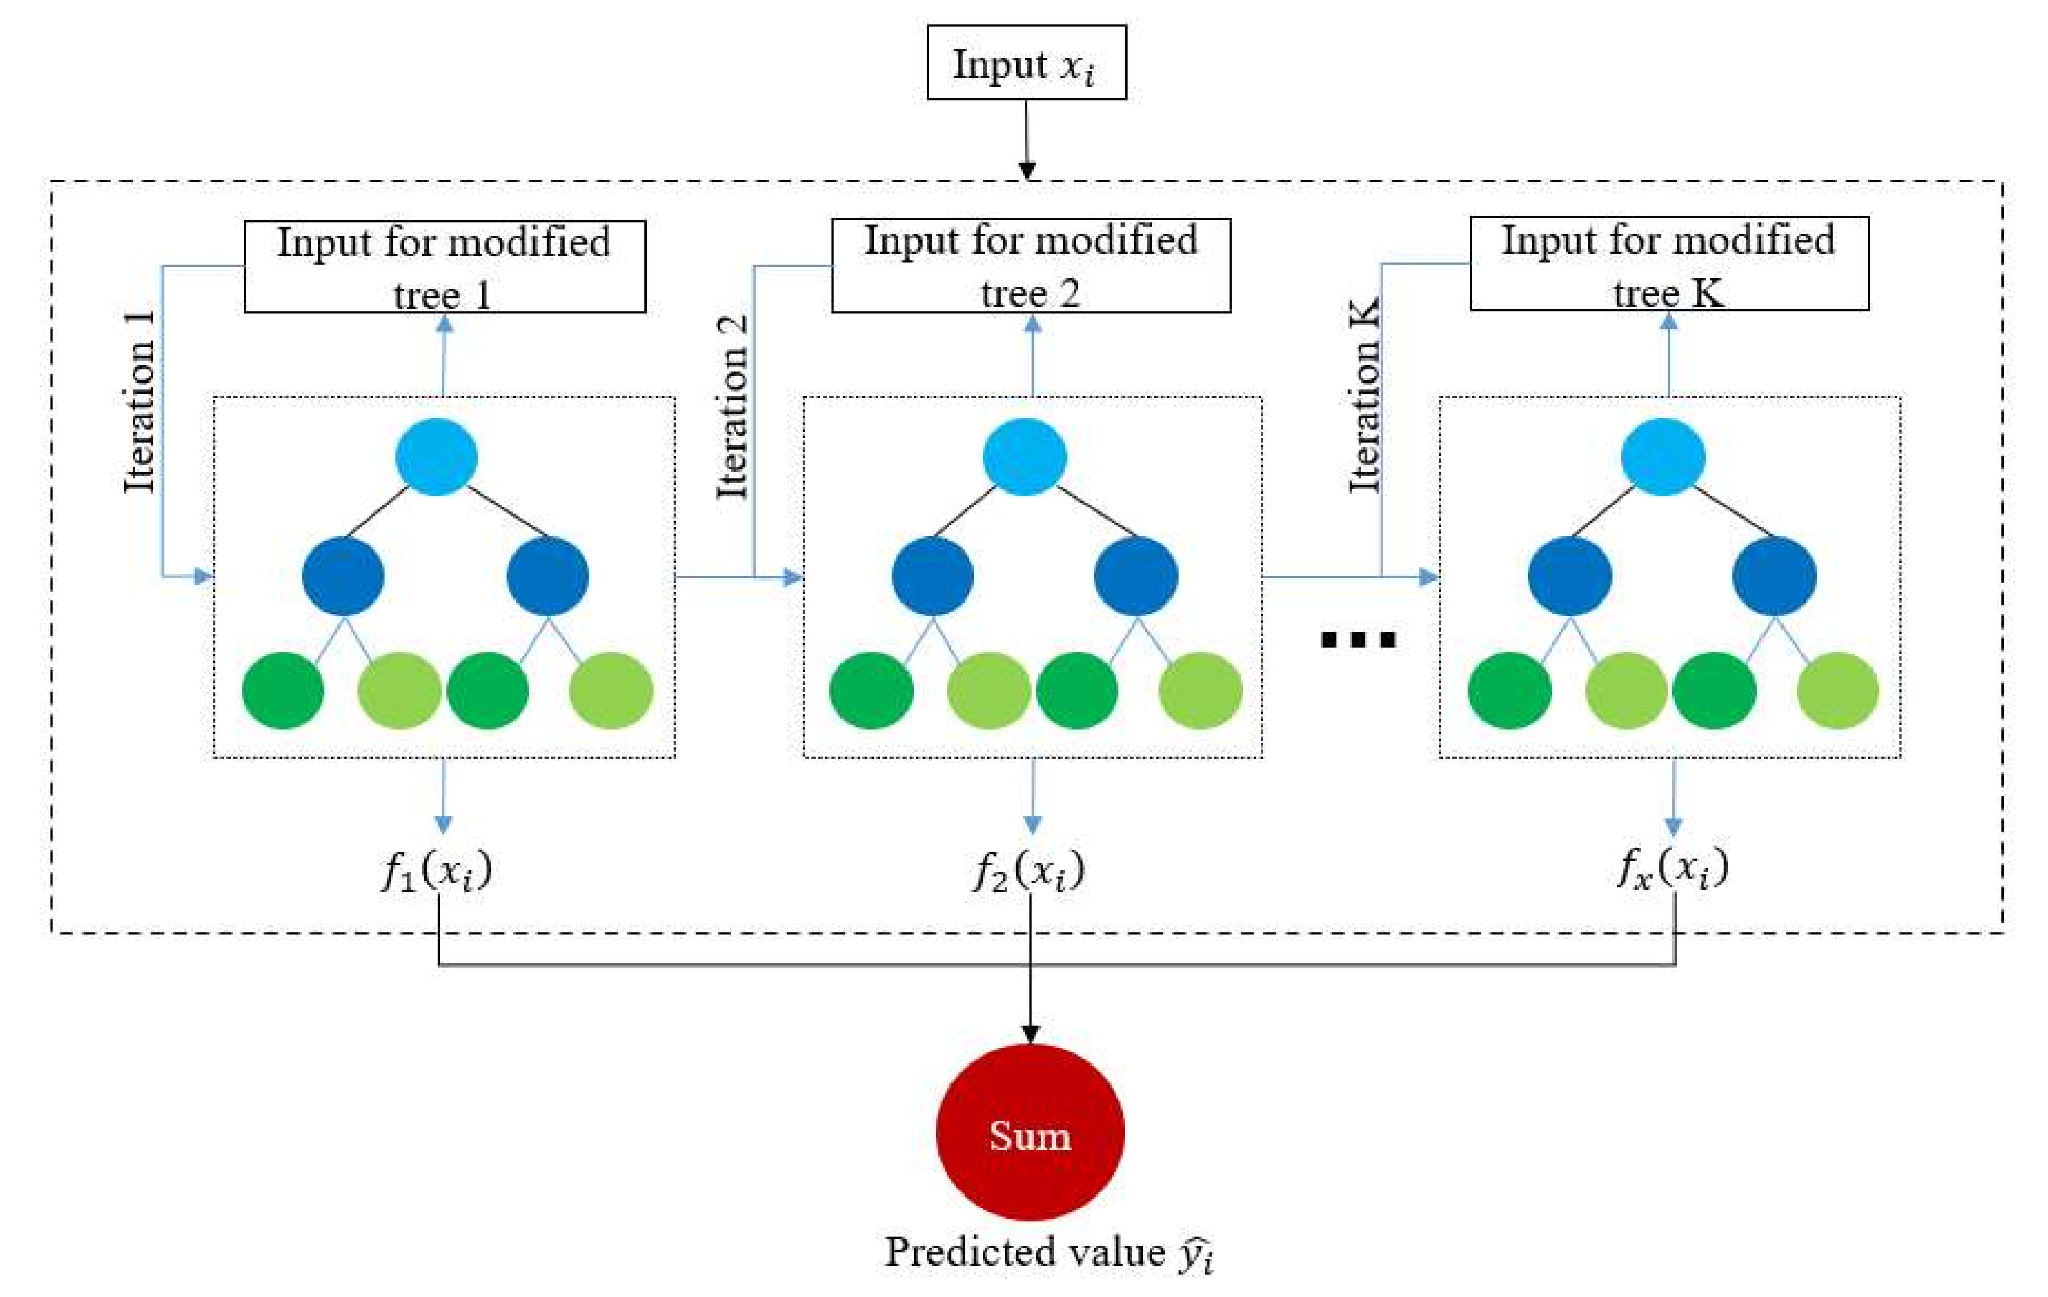 Input xᵢ
Input for modified
tree 1
Input for modified
tree 2
Input for modified
tree K
Iteration 1
Iteration 2
Iteration K
...
f₁(xᵢ)
f₂(xᵢ)
fₓ(xᵢ)
Sum
Predicted value ŷᵢ